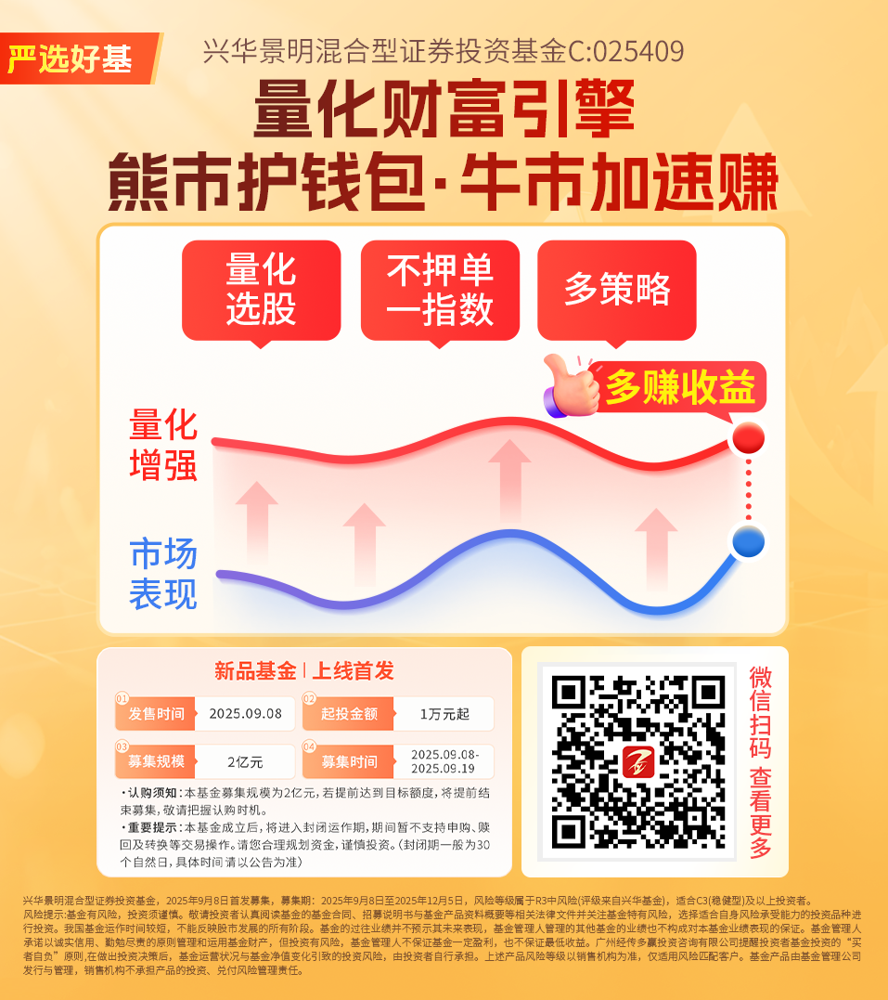 严选好基
兴华景明混合型证券投资基金C:025409
量化财富引擎
熊市护钱包·牛市加速赚
量化
选股
不押单
一指数
多策略
多赚收益
量化
增强
市场
表现
新品基金 | 上线首发
01
发售时间
2025.09.08
02
起投金额
1万元起
03
募集规模
2亿元
04
募集时间
2025.09.08-
2025.09.19
·认购须知:本基金募集规模为2亿元,若提前达到目标额度,将提前结
束募集,敬请把握认购时机。
·重要提示:本基金成立后,将进入封闭运作期,期间暂不支持申购、赎
回及转换等交易操作。请您合理规划资金,谨慎投资。(封闭期一般为30
个自然日,具体时间请以公告为准)
微信扫码 查看更多
兴华景明混合型证券投资基金，2025年9月8日首发募集，募集期：2025年9月8日至2025年12月5日，风险等级属于R3中风险(评级来自兴华基金)，适合C3(稳健型)及以上投资者。
风险提示:基金有风险，投资须谨慎。敬请投资者认真阅读基金的基金合同、招募说明书与基金产品资料概要等相关法律文件并关注基金特有风险，选择适合自身风险承受能力的投资品种进
行投资。我国基金运作时间较短，不能反映股市发展的所有阶段。基金的过往业绩并不预示其未来表现，基金管理人管理的其他基金的业绩也不构成对本基金业绩表现的保证。基金管理人
承诺以诚实信用、勤勉尽责的原则管理和运用基金财产，但投资有风险，基金管理人不保证基金一定盈利，也不保证最低收益。广州经传多赢投资咨询有限公司提醒投资者基金投资的“买
者自负”原则,在做出投资决策后，基金运营状况与基金净值变化引致的投资风险，由投资者自行承担。上述产品风险等级以销售机构为准，仅适用风险匹配客户。基金产品由基金管理公司
发行与管理，销售机构不承担产品的投资、兑付风险管理责任。